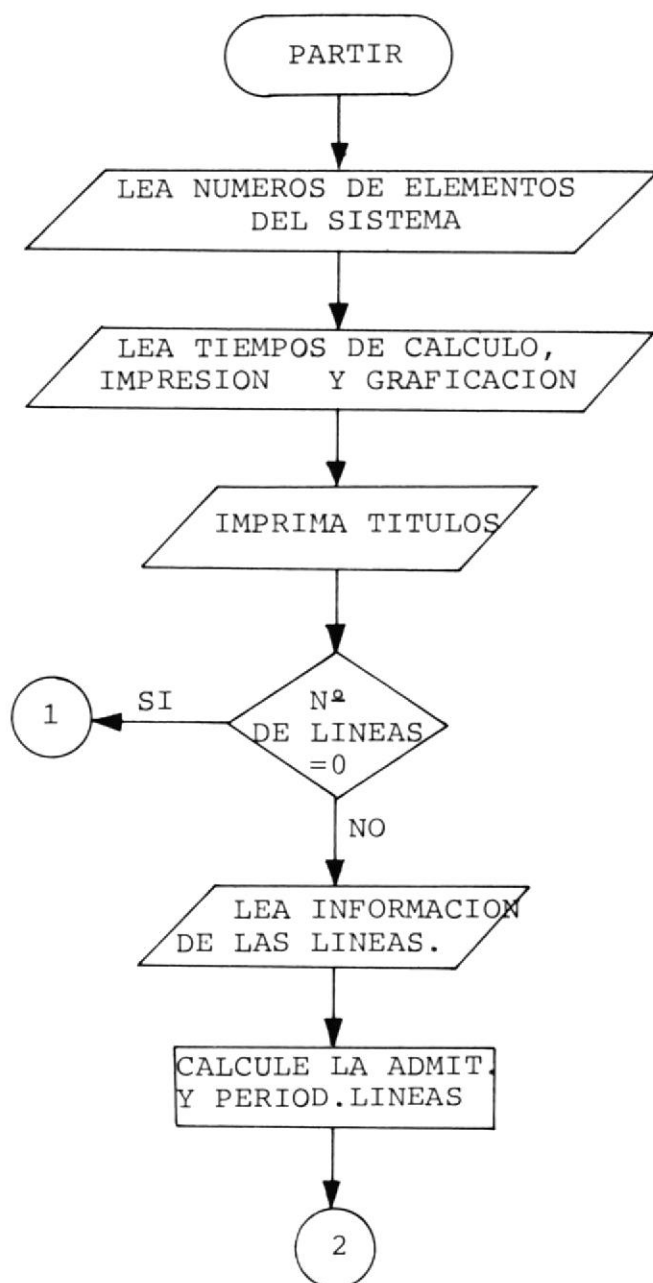 PARTIR
LEA NUMEROS DE ELEMENTOS
DEL SISTEMA
LEA TIEMPOS DE CALCULO,
IMPRESION Y GRAFICACION
IMPRIMA TITULOS
Nº
DE LINEAS
=0
SI
1
NO
LEA INFORMACION
DE LAS LINEAS.
CALCULE LA ADMIT.
Y PERIOD.LINEAS
2